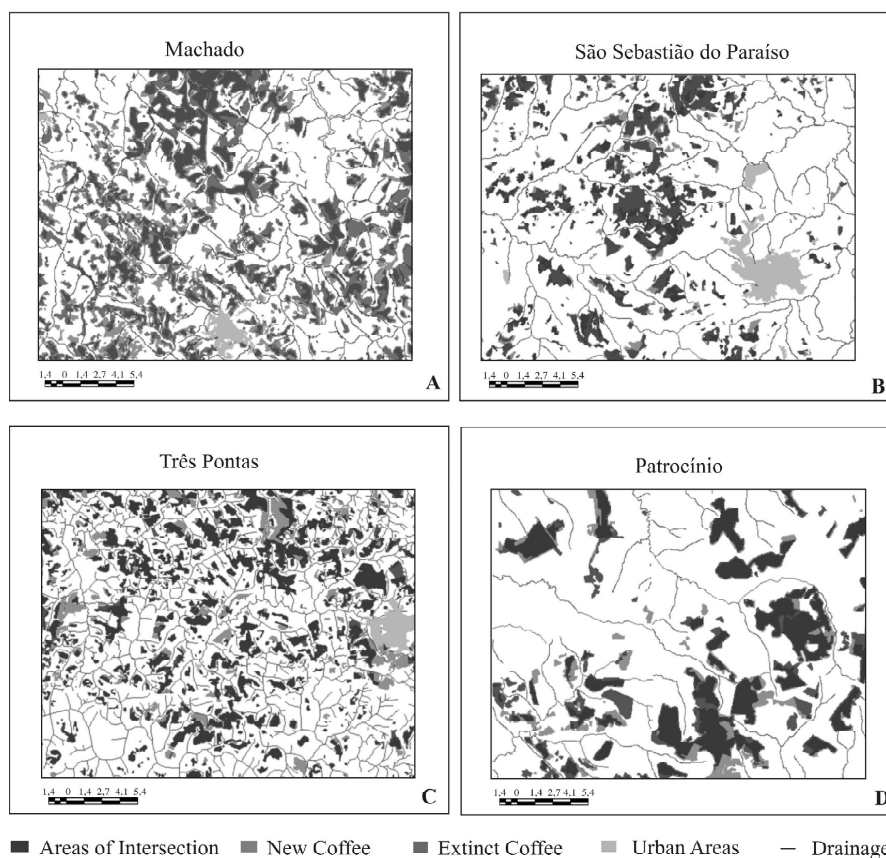 Machado
1,4 0 1,4 2,7 4,1 5,4
A
São Sebastião do Paraíso
1,4 0 1,4 2,7 4,1 5,4
B
Três Pontas
1,4 0 1,4 2,7 4,1 5,4
C
Patrocínio
1,4 0 1,4 2,7 4,1 5,4
D
Areas of Intersection New Coffee Extinct Coffee Urban Areas Drainage